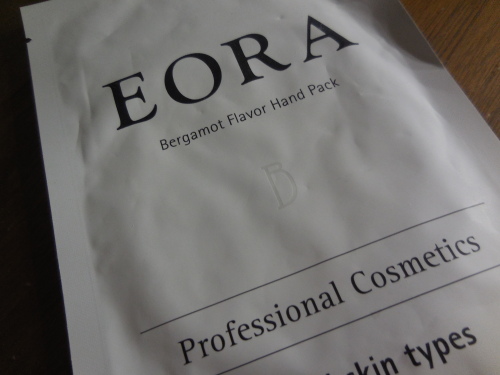 EORA
Bergamot Flavor Hand Pack
B
Professional Cosmetics
skin types